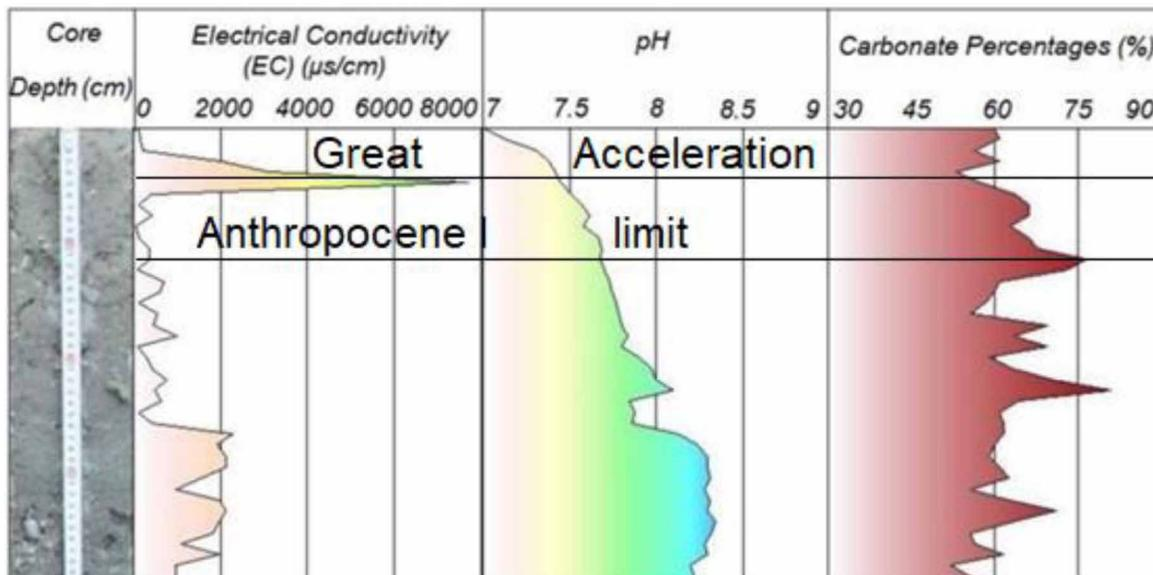 Core
Depth (cm)
Electrical Conductivity
(EC) (µs/cm)
0 2000 4000 6000 8000
pH
7 7.5 8 8.5 9
Carbonate Percentages (%)
30 45 60 75 90
Great Acceleration
Anthropocene l limit